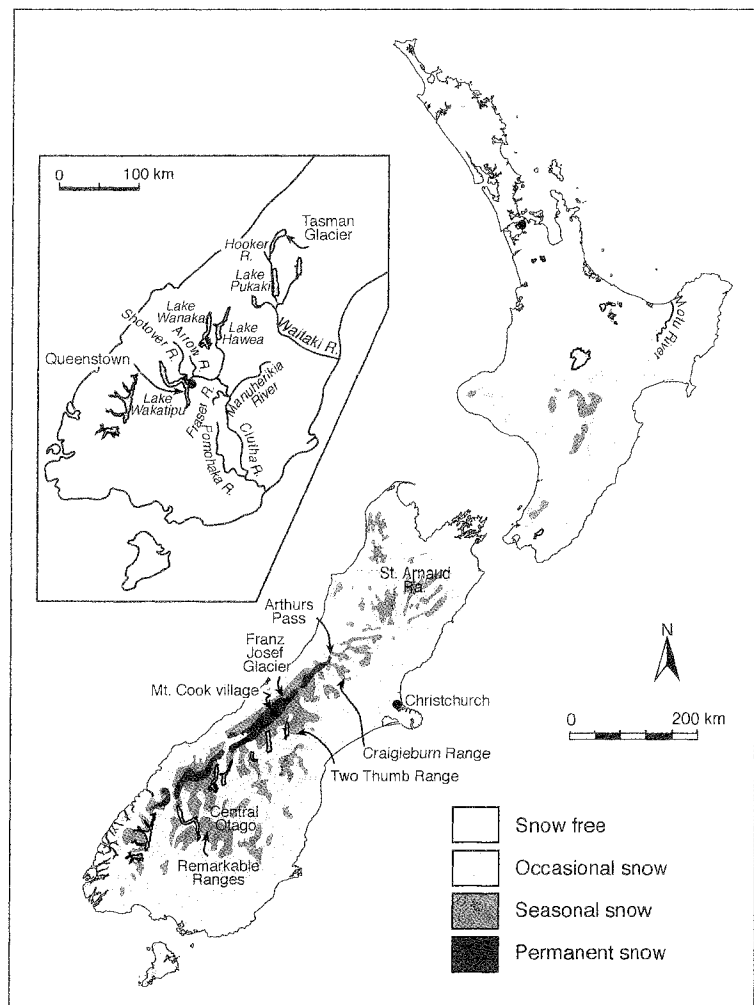 0 100 km
Tasman
Glacier
Hooker
R.
Lake
Pukaki
Lake
Wanaka
Shotover R.
Arrow R.
Lake
Hawea
Waitaki R.
Queenstown
Lake
Wakatipu
Manuherikia
River
Fraser R.
Pomohaka R.
Clutha R.
Motu River
St. Arnaud
Ra.
Arthurs
Pass
Franz
Josef
Glacier
Mt. Cook village
N
Christchurch
0 200 km
Craigieburn Range
Two Thumb Range
Central
Otago
Remarkable
Ranges
Snow free
Occasional snow
Seasonal snow
Permanent snow